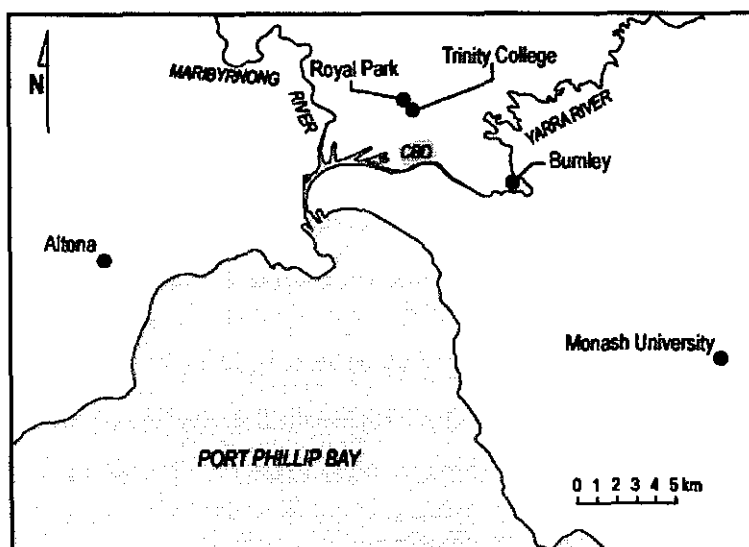 N
MARIBYRNONG
RIVER
Royal Park
Trinity College
YARRA RIVER
CBD
Burnley
Altona
Monash University
PORT PHILLIP BAY
0 1 2 3 4 5 km